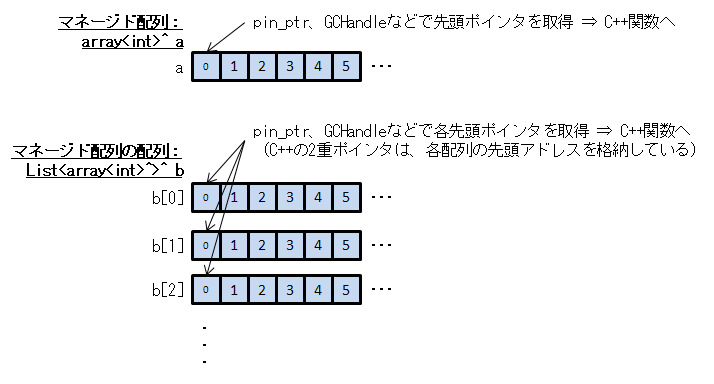 マネージド配列：
array<int>^ a
pin_ptr、GCHandleなどで先頭ポインタを取得 ⇒ C++関数へ
a 0 1 2 3 4 5 …
マネージド配列の配列：
List<array<int>^>^ b
pin_ptr、GCHandleなどで各先頭ポインタを取得 ⇒ C++関数へ
（C++の2重ポインタは、各配列の先頭アドレスを格納している）
b[0] 0 1 2 3 4 5 …
b[1] 0 1 2 3 4 5 …
b[2] 0 1 2 3 4 5 …